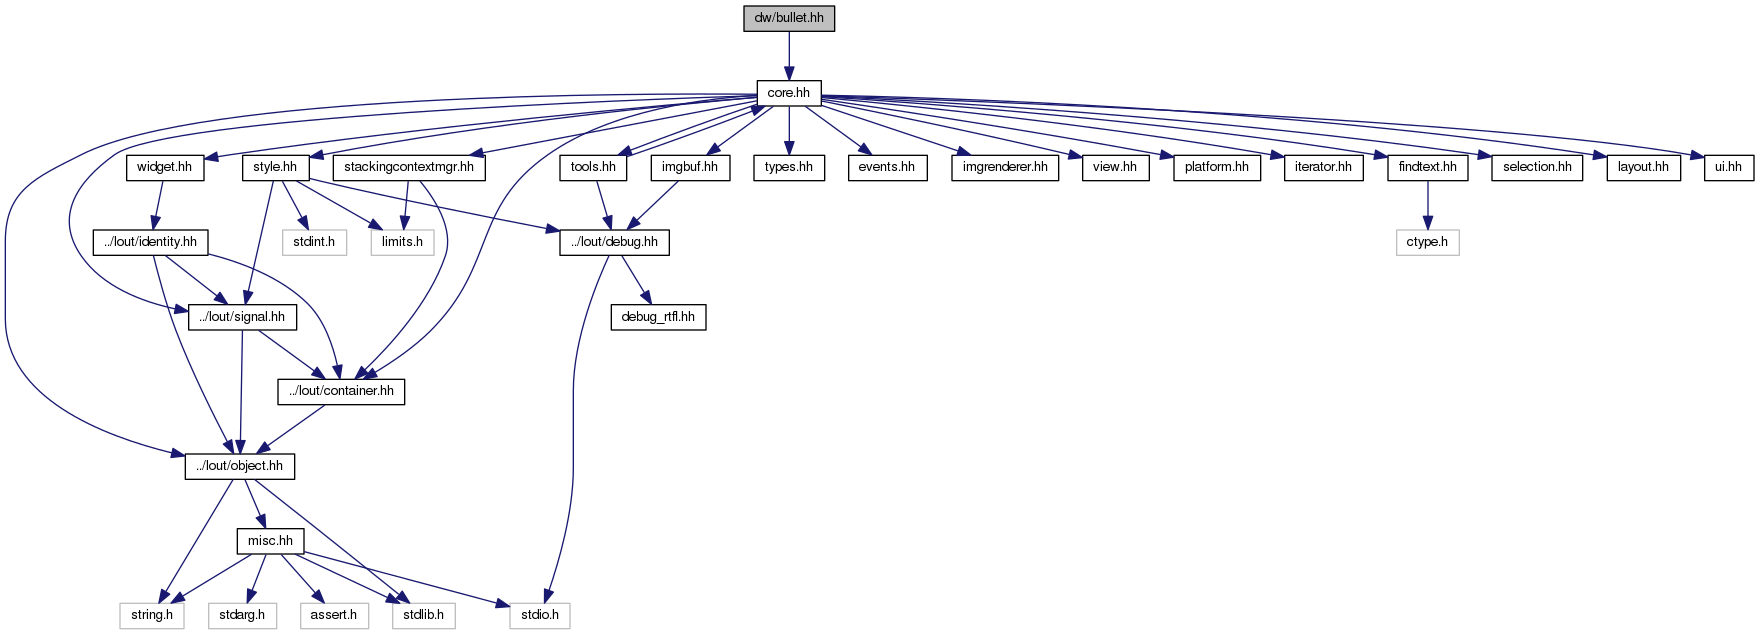 dw/bullet.hh
core.hh
widget.hh
style.hh
stackingcontextmgr.hh
tools.hh
imgbuf.hh
types.hh
events.hh
imgrenderer.hh
view.hh
platform.hh
iterator.hh
findtext.hh
selection.hh
layout.hh
ui.hh
../lout/identity.hh
stdint.h
limits.h
../lout/debug.hh
ctype.h
../lout/signal.hh
debug_rtfl.hh
../lout/container.hh
../lout/object.hh
misc.hh
string.h
stdarg.h
assert.h
stdlib.h
stdio.h